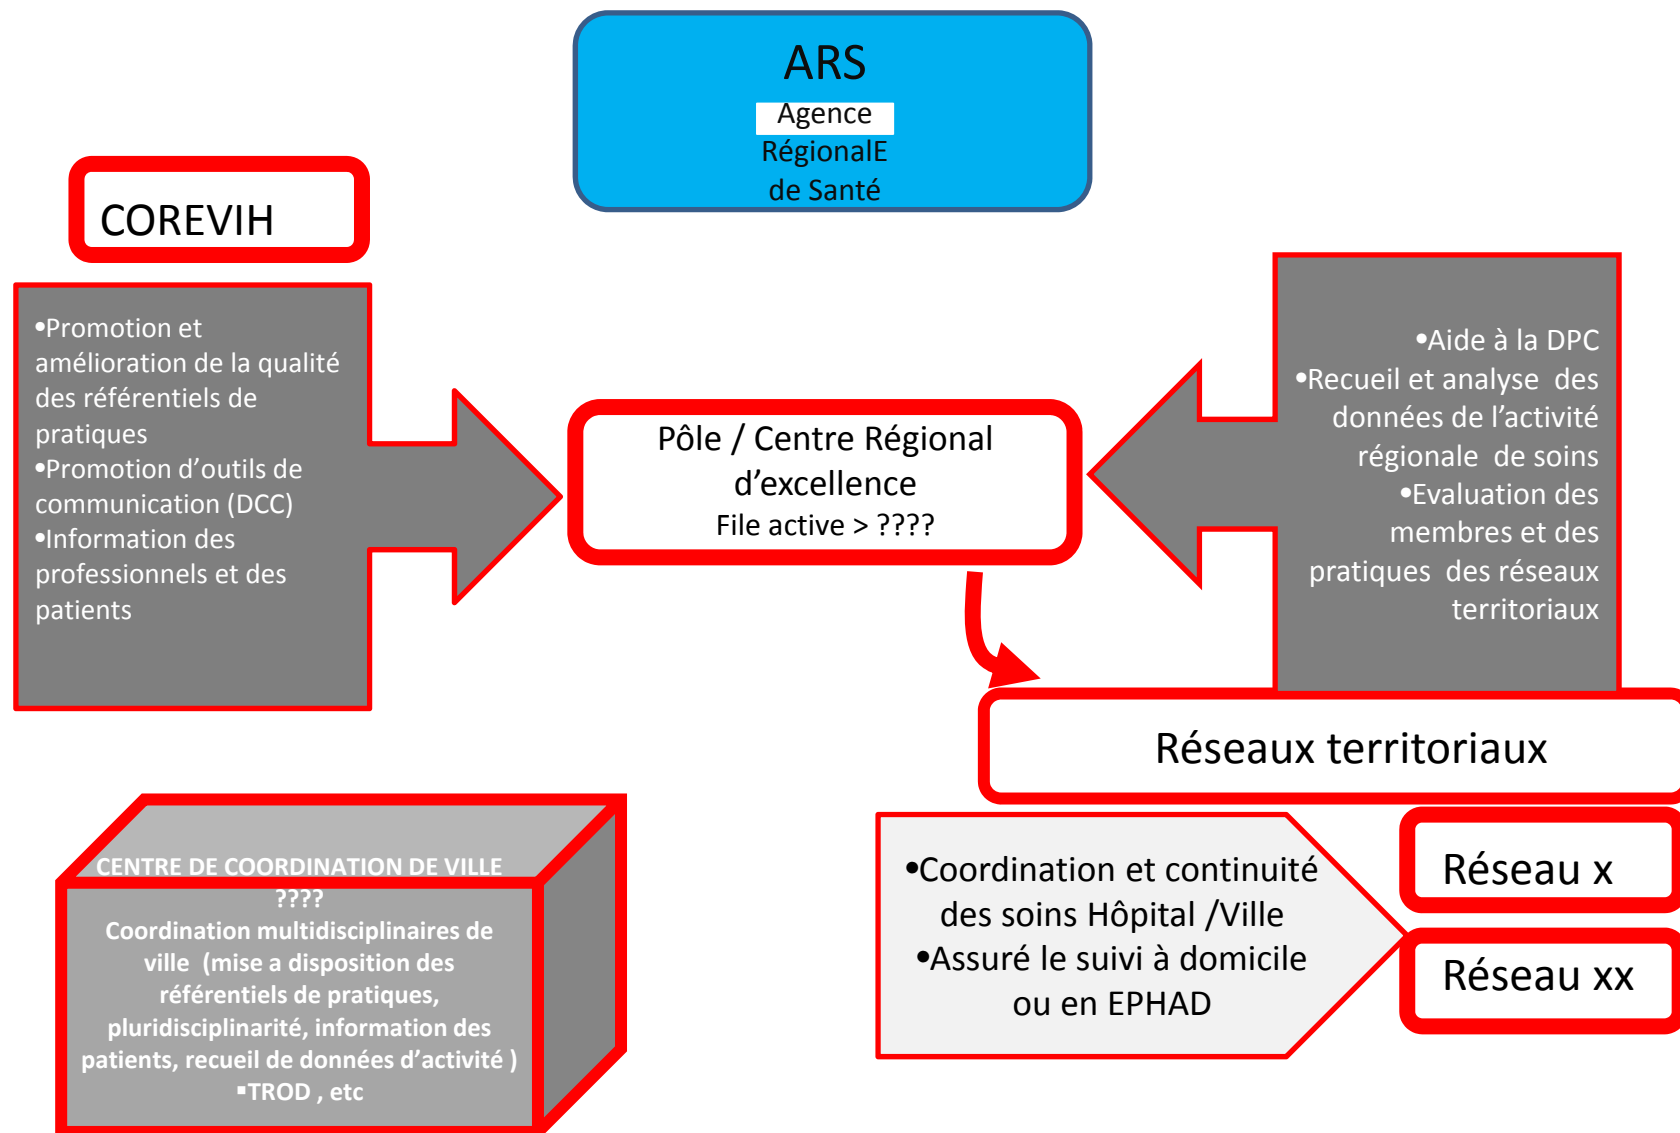 ARS
Agence
RégionalE
de Santé
COREVIH
•Promotion et
amélioration de la qualité
des référentiels de
pratiques
•Promotion d’outils de
communication (DCC)
•Information des
professionnels et des
patients
Pôle / Centre Régional
d’excellence
File active > ????
•Aide à la DPC
•Recueil et analyse des
données de l’activité
régionale de soins
•Evaluation des
membres et des
pratiques des réseaux
territoriaux
Réseaux territoriaux
CENTRE DE COORDINATION DE VILLE
????
Coordination multidisciplinaires de
ville (mise a disposition des
référentiels de pratiques,
pluridisciplinarité, information des
patients, recueil de données d’activité )
▪TROD , etc
•Coordination et continuité
des soins Hôpital /Ville
•Assuré le suivi à domicile
ou en EPHAD
Réseau x
Réseau xx